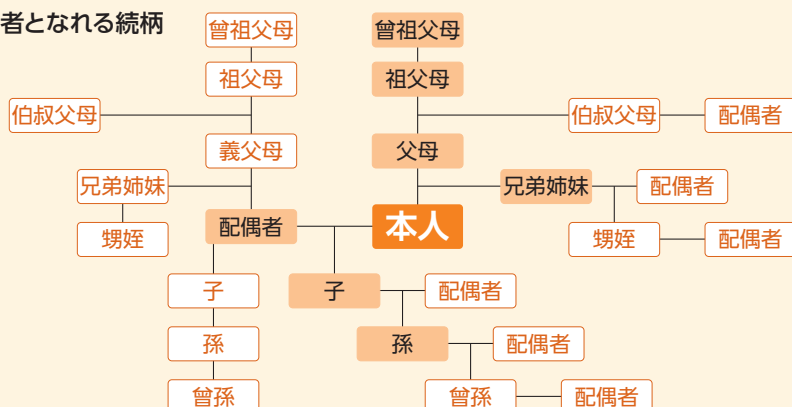 者となれる続柄
曾祖父母
曾祖父母
祖父母
祖父母
伯叔父母
伯叔父母
配偶者
義父母
父母
兄弟姉妹
兄弟姉妹
配偶者
配偶者
本人
甥姪
甥姪
配偶者
子
子
配偶者
孫
孫
配偶者
曾孫
曾孫
配偶者